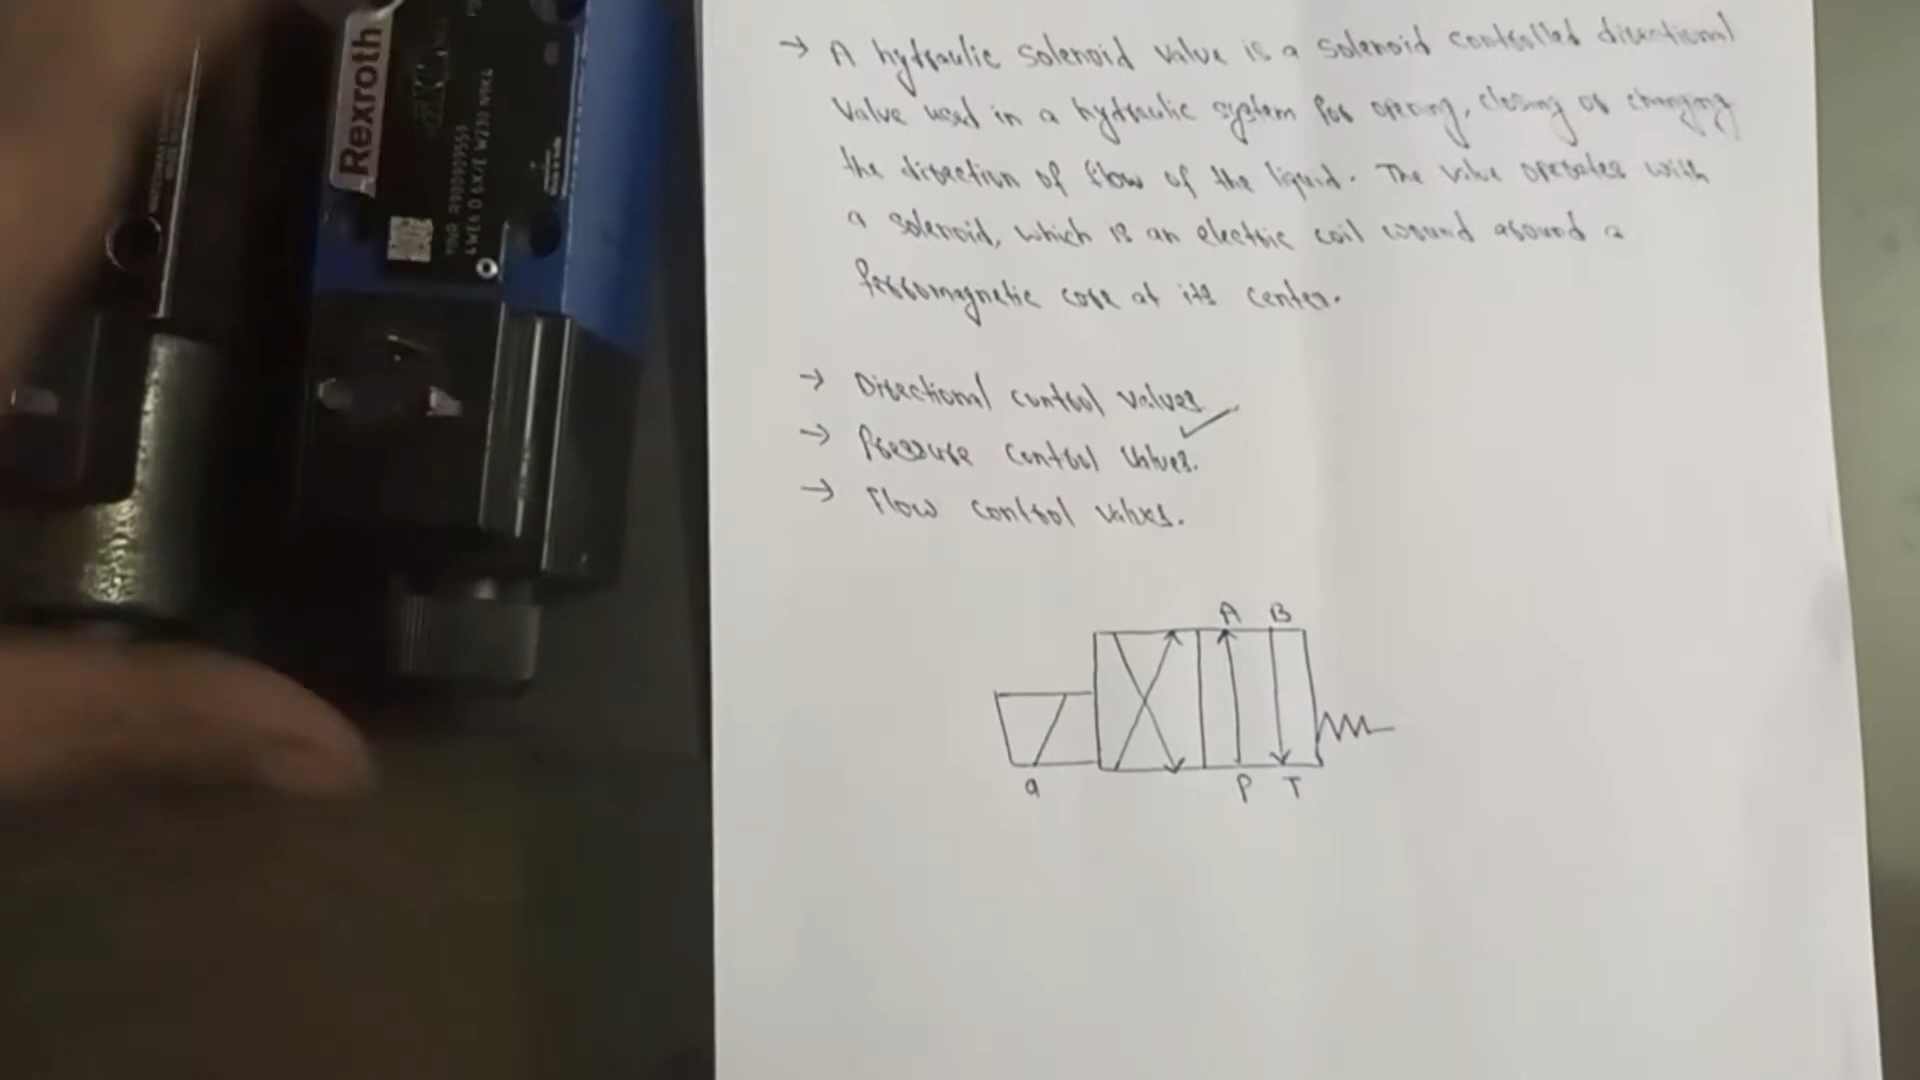 Rexroth
→ A hydraulic solenoid valve is a solenoid controlled directional
valve used in a hydraulic system for opening, closing or changing
the direction of flow of the liquid. The valve operates with
a solenoid, which is an electric coil wound around a
ferromagnetic core at its center.
→ Directional control valves
→ Pressure control valves.
→ Flow control valves.
A B
a
P T